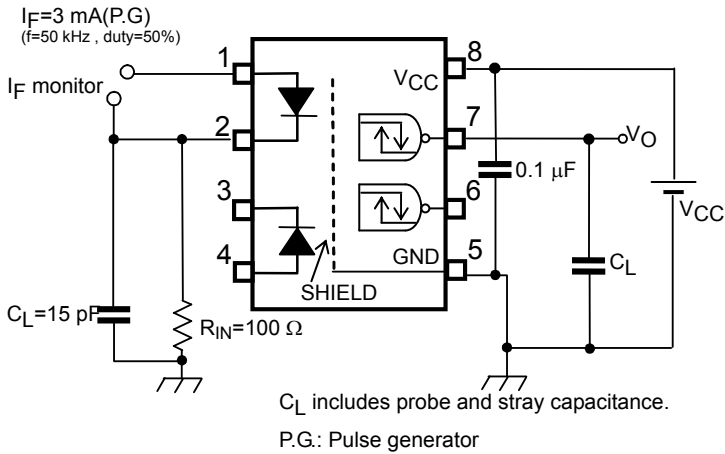 IF=3 mA(P.G)
(f=50 kHz , duty=50%)
IF monitor
1
2
3
4
8
VCC
7
VO
0.1 μF
6
VCC
GND
5
SHIELD
CL
CL=15 pF
RIN=100 Ω
CL includes probe and stray capacitance.
P.G.: Pulse generator